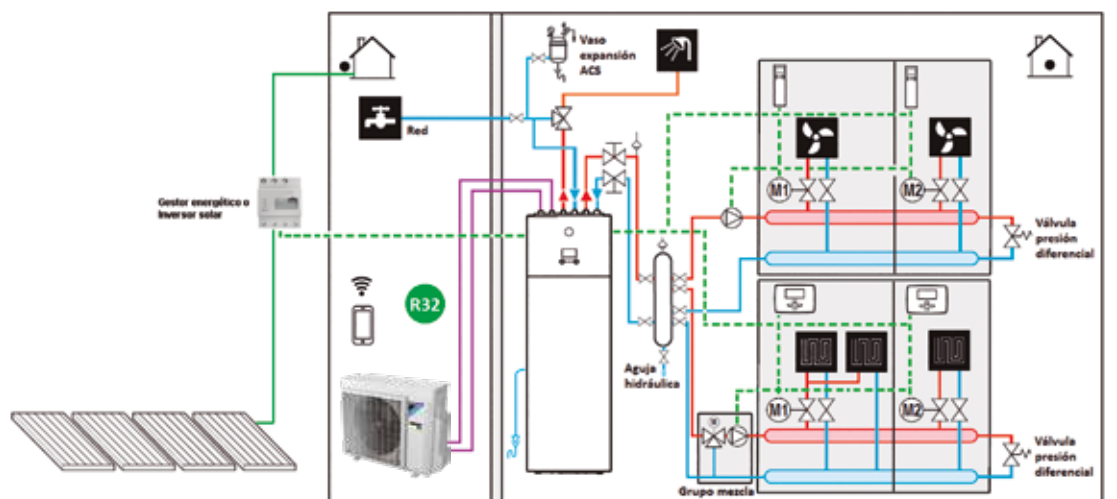 Vaso
expansión
ACS
Red
Gestor energético o
Inversor solar
R32
M1
M2
Válvula
presión
diferencial
Aguja
hidráulica
M1
M2
Válvula
presión
diferencial
Grupo mezcla